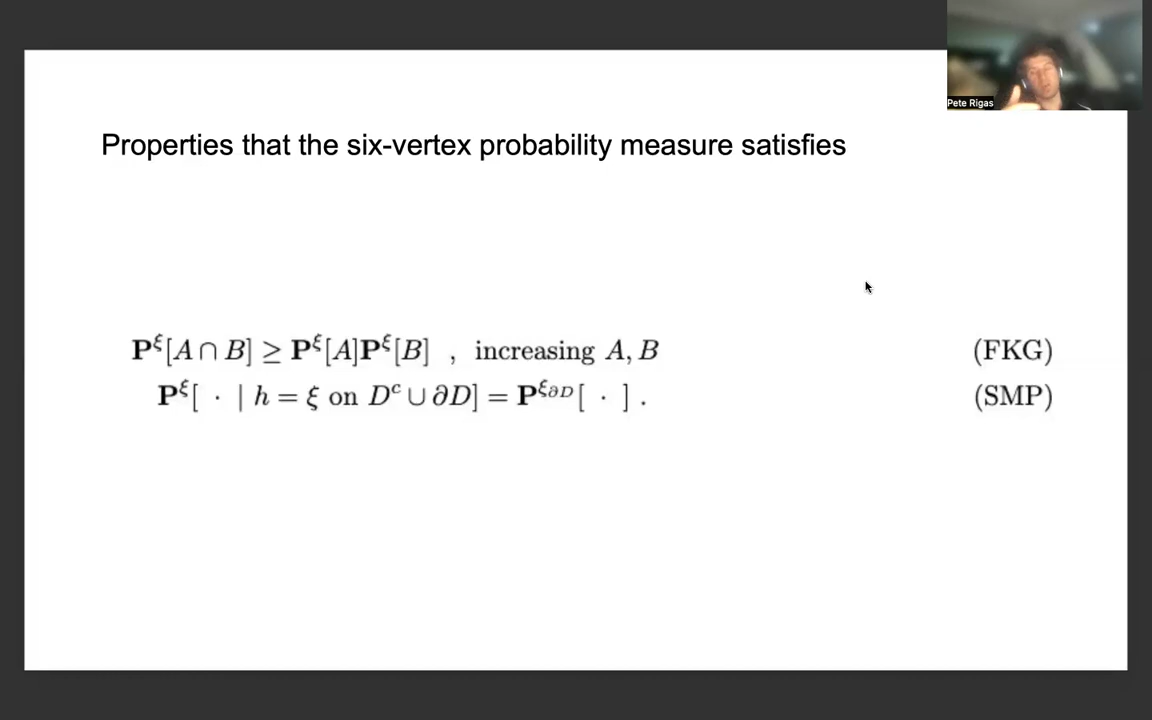 Pete Rigas
Properties that the six-vertex probability measure satisfies
𝐏^ξ[A ∩ B] ≥ 𝐏^ξ[A]𝐏^ξ[B] , increasing A, B (FKG)
𝐏^ξ[ · | h = ξ on D^c ∪ ∂D] = 𝐏^{ξ_{∂D}}[ · ] . (SMP)